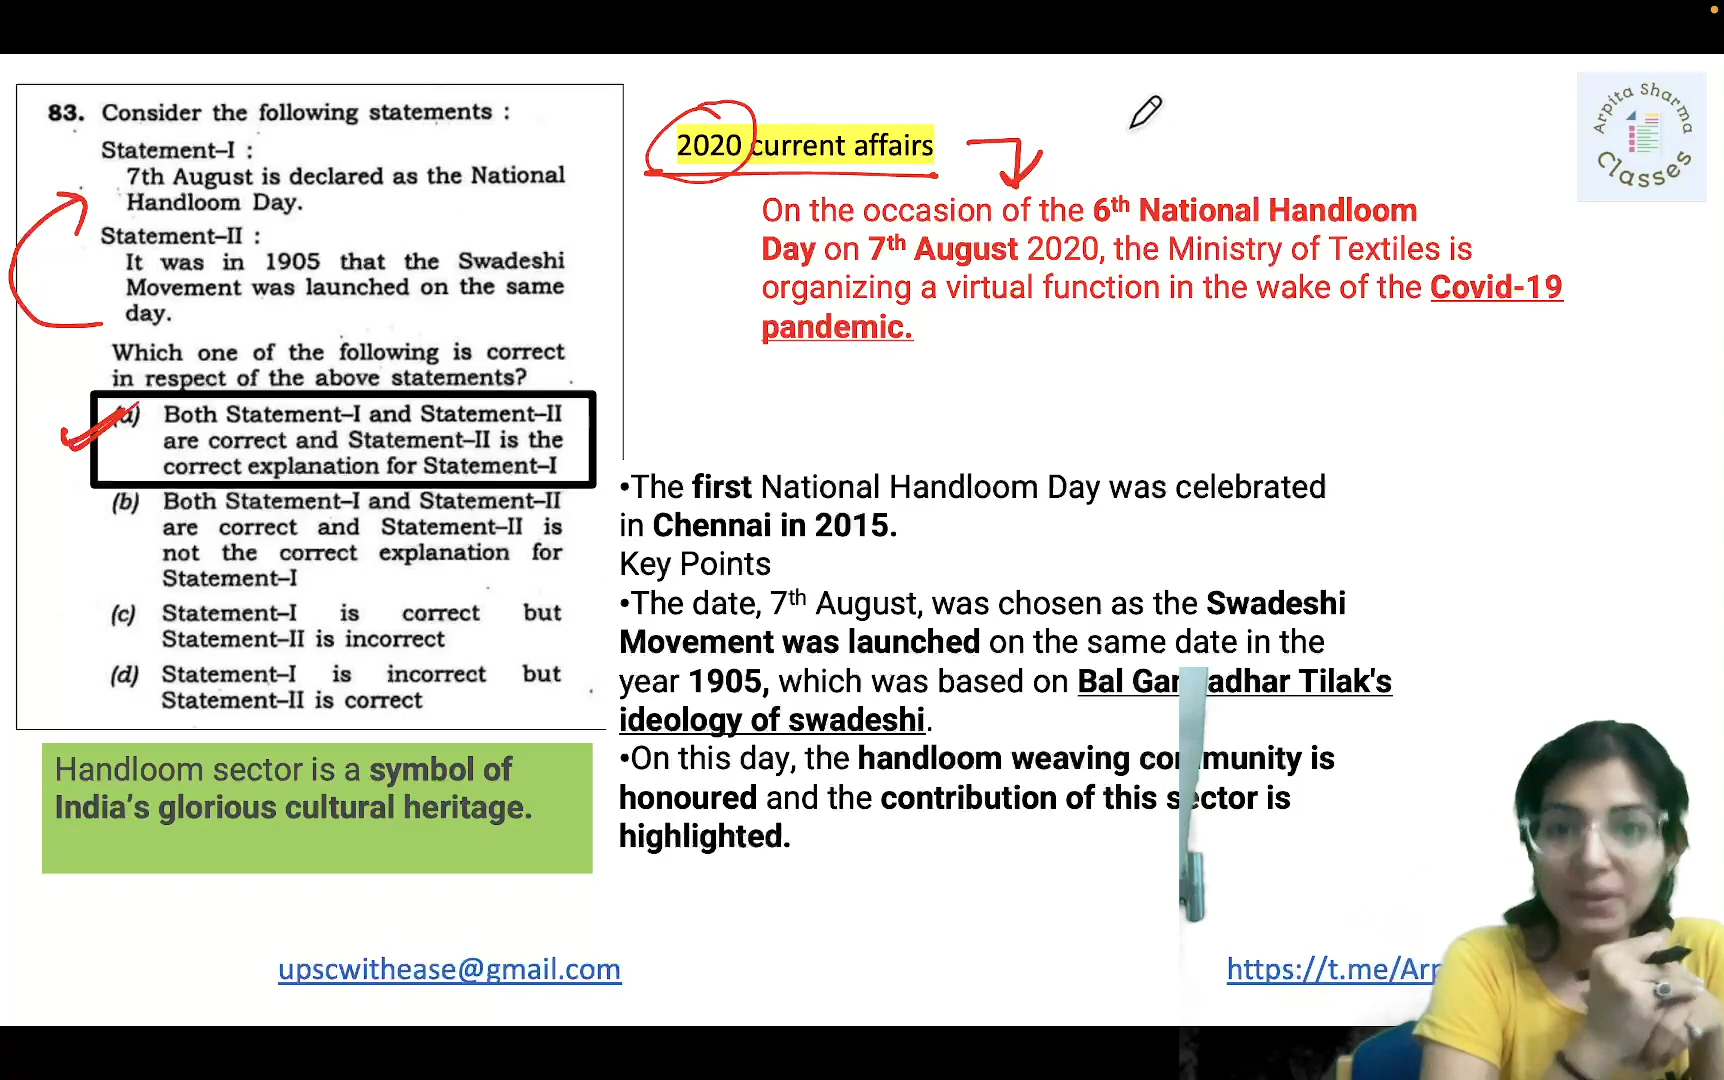 83. Consider the following statements :
Statement–I :
7th August is declared as the National
Handloom Day.
Statement–II :
It was in 1905 that the Swadeshi
Movement was launched on the same
day.
Which one of the following is correct
in respect of the above statements?
(a) Both Statement–I and Statement–II
are correct and Statement–II is the
correct explanation for Statement–I
(b) Both Statement–I and Statement–II
are correct and Statement–II is
not the correct explanation for
Statement–I
(c) Statement–I is correct but
Statement–II is incorrect
(d) Statement–I is incorrect but
Statement–II is correct
Handloom sector is a symbol of
India's glorious cultural heritage.
2020 current affairs
On the occasion of the 6th National Handloom
Day on 7th August 2020, the Ministry of Textiles is
organizing a virtual function in the wake of the Covid-19
pandemic.
•The first National Handloom Day was celebrated
in Chennai in 2015.
Key Points
•The date, 7th August, was chosen as the Swadeshi
Movement was launched on the same date in the
year 1905, which was based on Bal Gangadhar Tilak's
ideology of swadeshi.
•On this day, the handloom weaving community is
honoured and the contribution of this sector is
highlighted.
Arpita Sharma
Classes
upscwithease@gmail.com
https://t.me/Arp